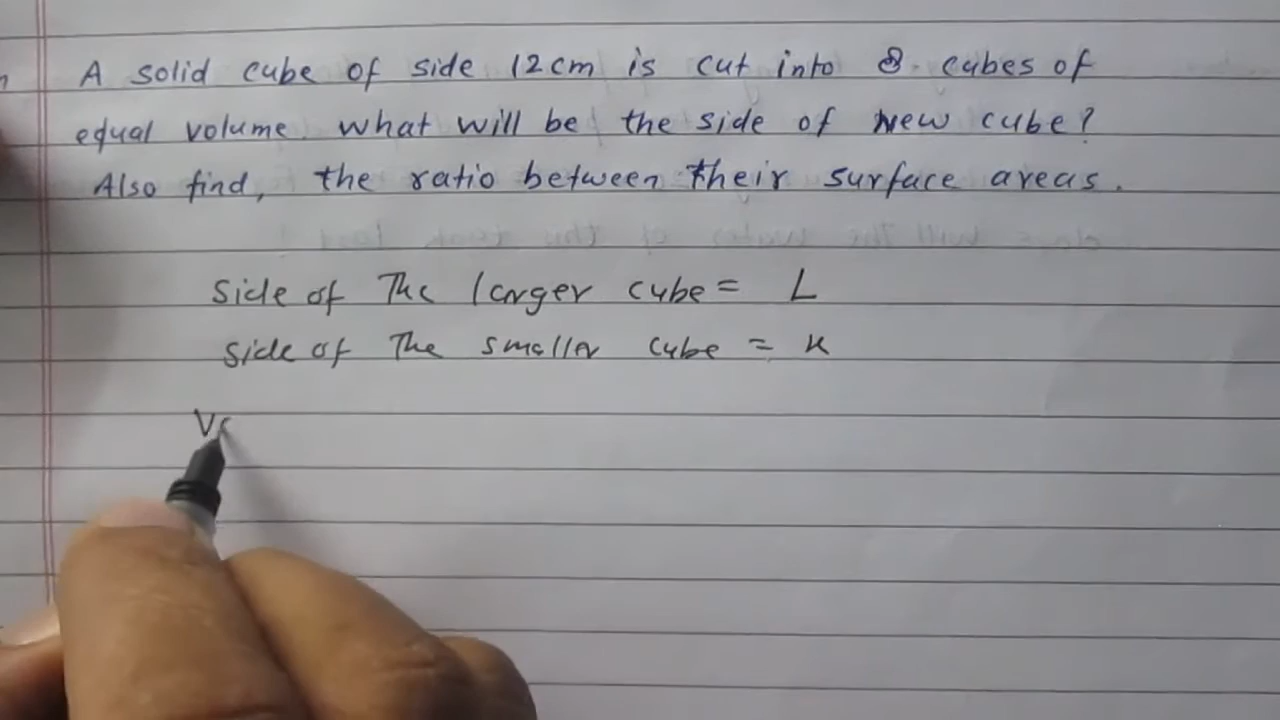 A solid cube of side 12cm is cut into 8 cubes of
equal volume. what will be the side of new cube?
Also find, the ratio between their surface areas.
Side of The larger cube = L
Side of The smaller cube = x